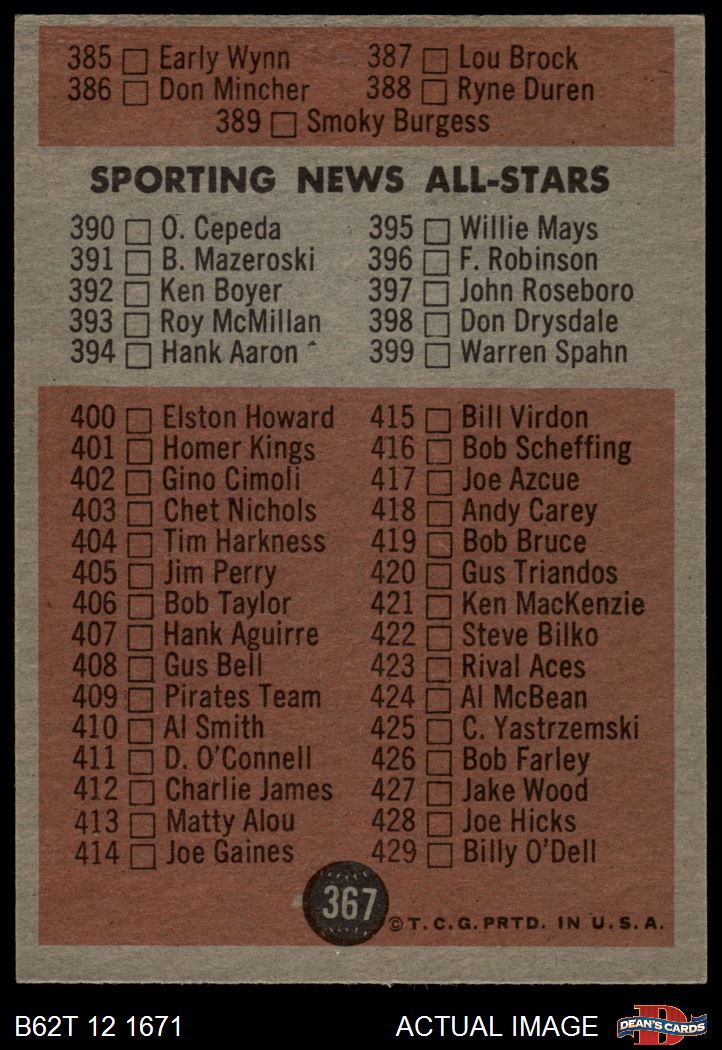 385 Early Wynn 387 Lou Brock
386 Don Mincher 388 Ryne Duren
389 Smoky Burgess
SPORTING NEWS ALL-STARS
390 O. Cepeda 395 Willie Mays
391 B. Mazeroski 396 F. Robinson
392 Ken Boyer 397 John Roseboro
393 Roy McMillan 398 Don Drysdale
394 Hank Aaron 399 Warren Spahn
400 Elston Howard 415 Bill Virdon
401 Homer Kings 416 Bob Scheffing
402 Gino Cimoli 417 Joe Azcue
403 Chet Nichols 418 Andy Carey
404 Tim Harkness 419 Bob Bruce
405 Jim Perry 420 Gus Triandos
406 Bob Taylor 421 Ken MacKenzie
407 Hank Aguirre 422 Steve Bilko
408 Gus Bell 423 Rival Aces
409 Pirates Team 424 Al McBean
410 Al Smith 425 C. Yastrzemski
411 D. O'Connell 426 Bob Farley
412 Charlie James 427 Jake Wood
413 Matty Alou 428 Joe Hicks
414 Joe Gaines 429 Billy O'Dell
367 © T.C.G. PRTD. IN U.S.A.
B62T 12 1671 ACTUAL IMAGE D DEAN'S CARDS